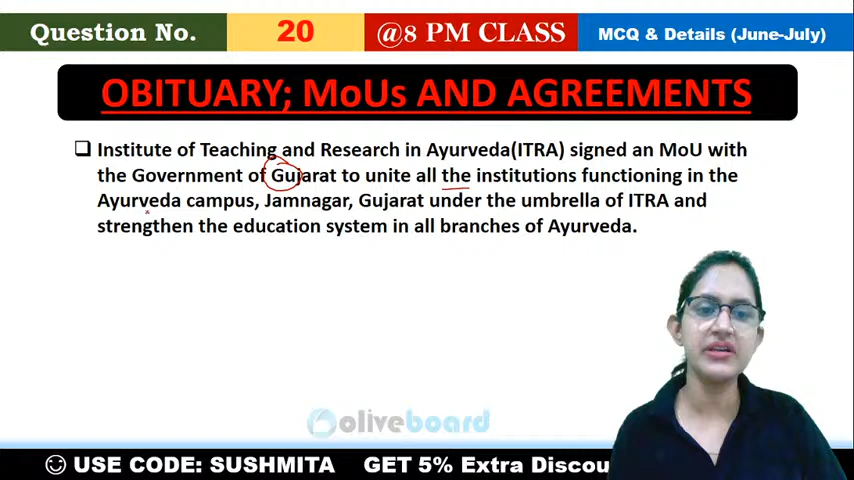 Question No.
20
@8 PM CLASS
MCQ & Details (June-July)
OBITUARY; MoUs AND AGREEMENTS
Institute of Teaching and Research in Ayurveda(ITRA) signed an MoU with
the Government of Gujarat to unite all the institutions functioning in the
Ayurveda campus, Jamnagar, Gujarat under the umbrella of ITRA and
strengthen the education system in all branches of Ayurveda.
oliveboard
USE CODE: SUSHMITA GET 5% Extra Discou